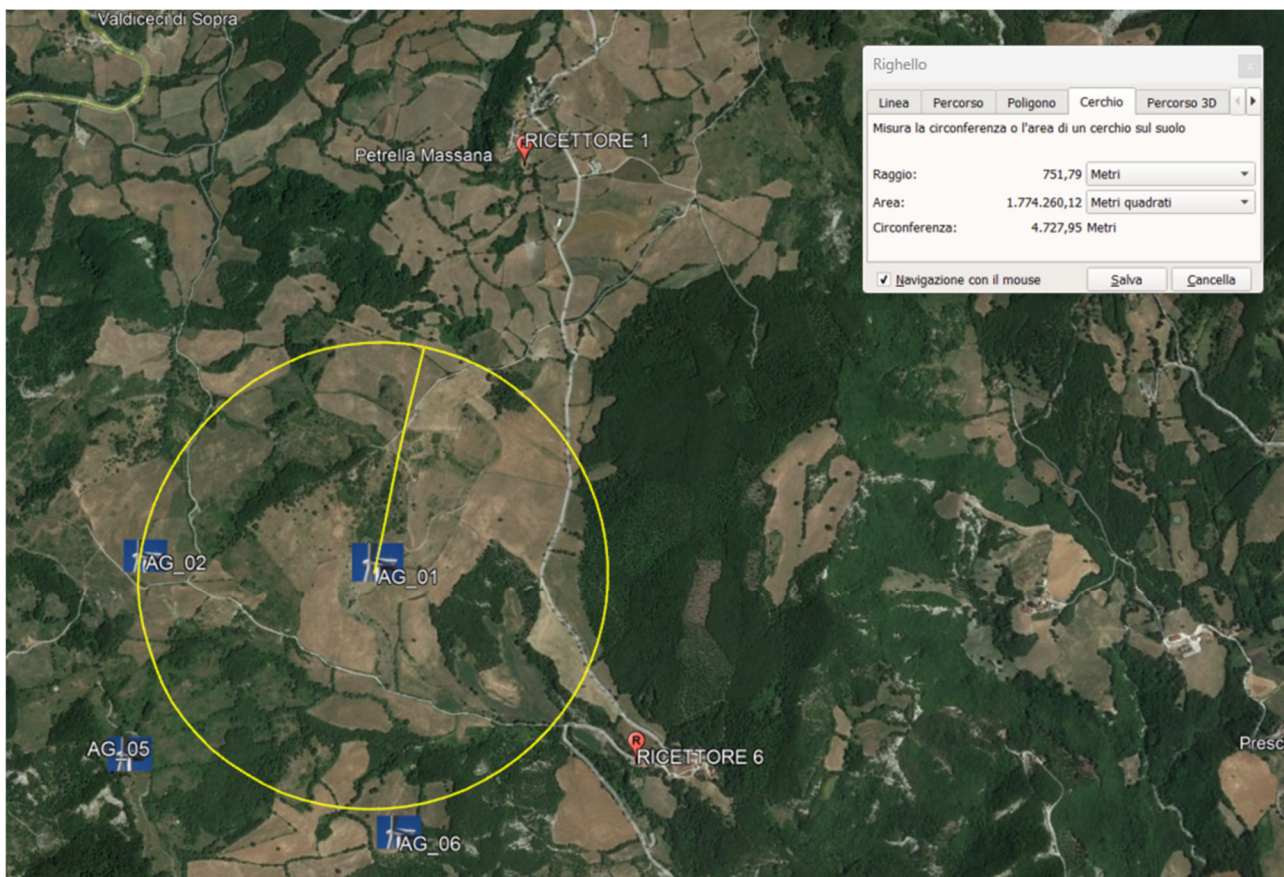 Valdiceci di Sopra
Righello
x
Linea Percorso Poligono Cerchio Percorso 3D
Misura la circonferenza o l'area di un cerchio sul suolo
Raggio: 751,79 Metri
Area: 1.774.260,12 Metri quadrati
Circonferenza: 4.727,95 Metri
Navigazione con il mouse Salva Cancella
RICETTORE 1
Petrella Massana
AG_02
AG_01
AG_05
R
RICETTORE 6
Presc
AG_06